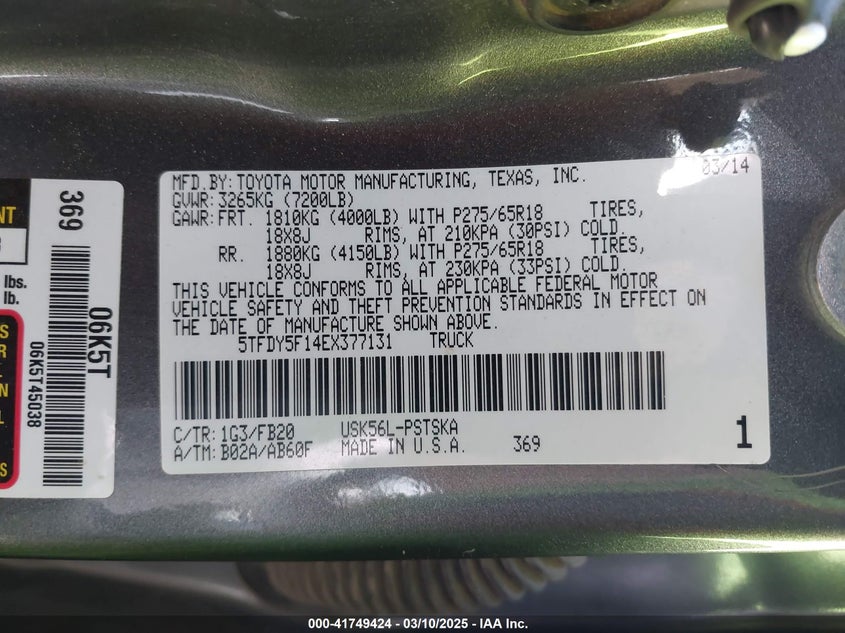 03/14
MFD.BY: TOYOTA MOTOR MANUFACTURING, TEXAS, INC.
GVWR: 3265KG (7200LB)
GAWR: FRT. 1810KG (4000LB) WITH P275/65R18 TIRES,
18X8J RIMS, AT 210KPA (30PSI) COLD.
RR. 1880KG (4150LB) WITH P275/65R18 TIRES,
18X8J RIMS, AT 230KPA (33PSI) COLD.
THIS VEHICLE CONFORMS TO ALL APPLICABLE FEDERAL MOTOR
VEHICLE SAFETY AND THEFT PREVENTION STANDARDS IN EFFECT ON
THE DATE OF MANUFACTURE SHOWN ABOVE.
5TFDY5F14EX377131 TRUCK
C/TR: 1G3/FB20 USK56L-PSTSKA
A/TM: B02A/AB60F MADE IN U.S.A. 369
1
369
06K5T
06K5T45038
lbs.
lb.
000-41749424 — 03/10/2025 — IAA Inc.